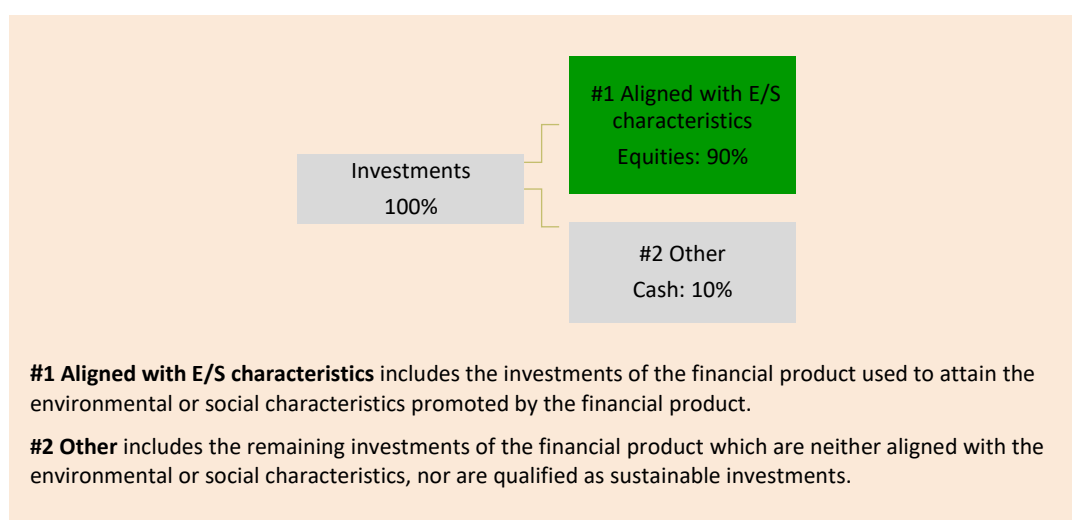 #1 Aligned with E/S
characteristics
Equities: 90%
Investments
100%
#2 Other
Cash: 10%
#1 Aligned with E/S characteristics includes the investments of the financial product used to attain the
environmental or social characteristics promoted by the financial product.
#2 Other includes the remaining investments of the financial product which are neither aligned with the
environmental or social characteristics, nor are qualified as sustainable investments.